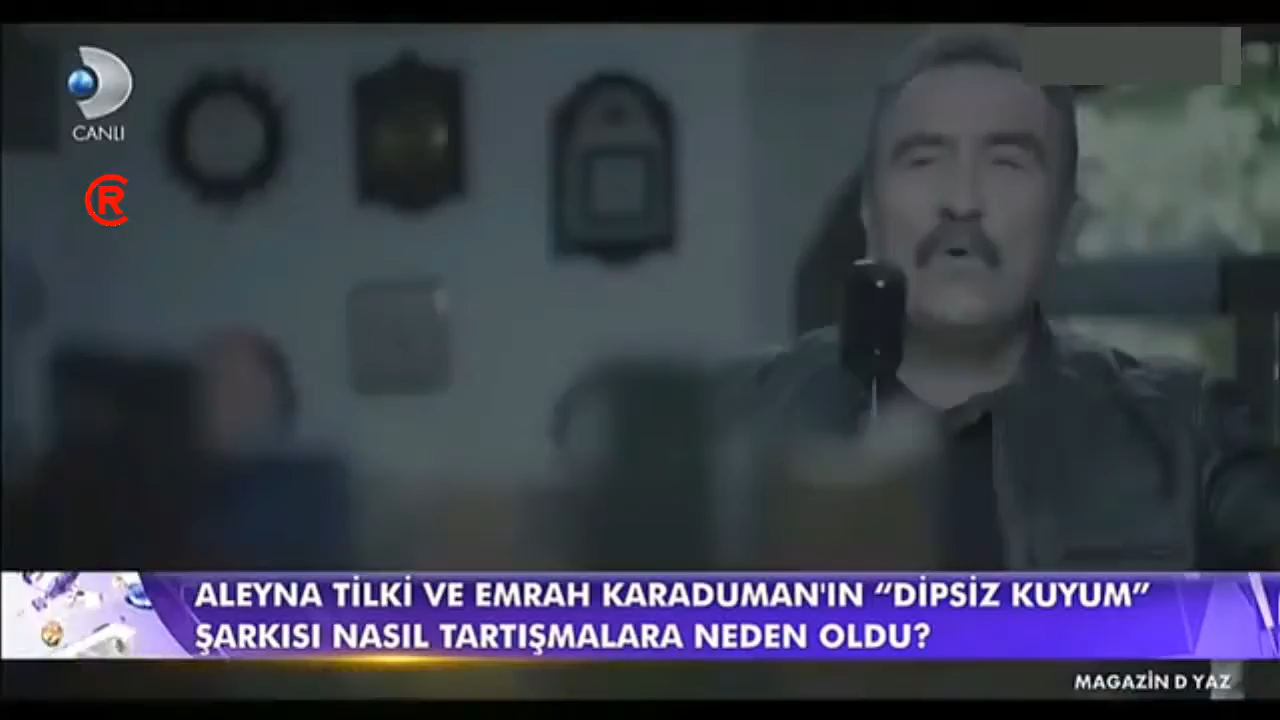 CANLI
R
ALEYNA TİLKİ VE EMRAH KARADUMAN'IN “DİPSİZ KUYUM”
ŞARKISI NASIL TARTIŞMALARA NEDEN OLDU?
MAGAZİN D YAZ